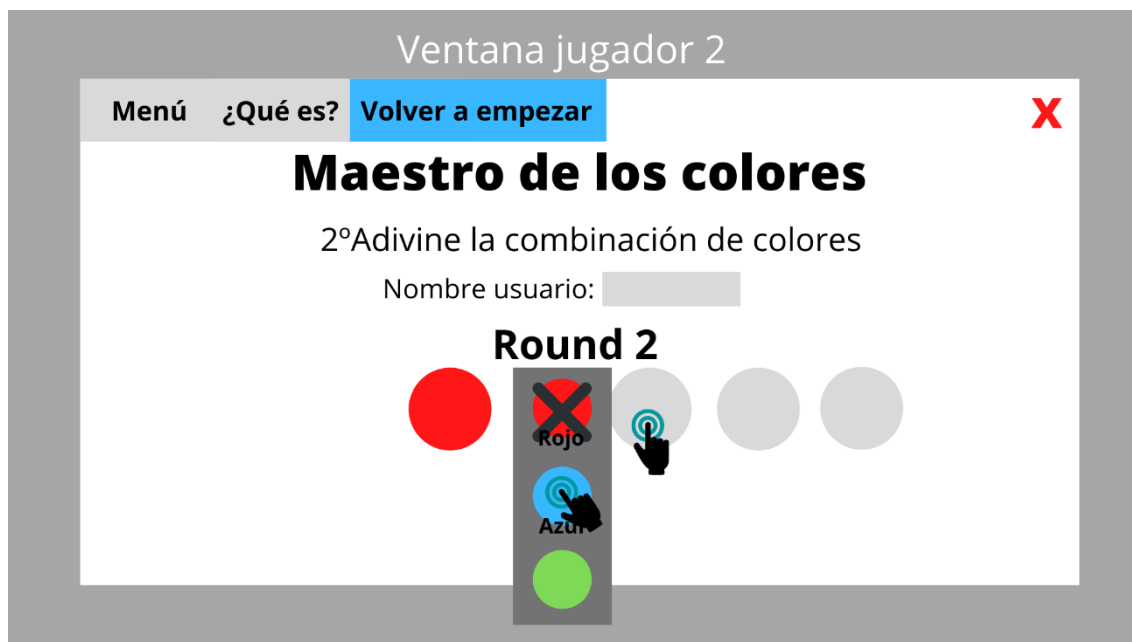 Ventana jugador 2
Menú ¿Qué es? Volver a empezar X
Maestro de los colores
2ºAdivine la combinación de colores
Nombre usuario:
Round 2
Rojo
Azul